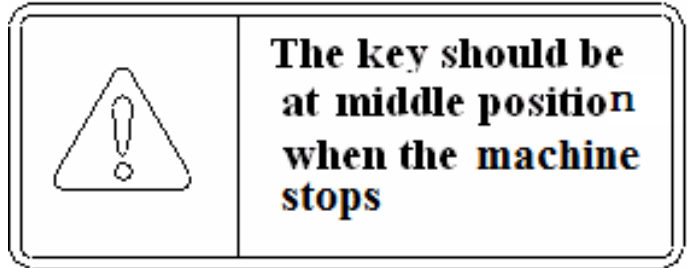 The key should be
at middle position
when the machine
stops